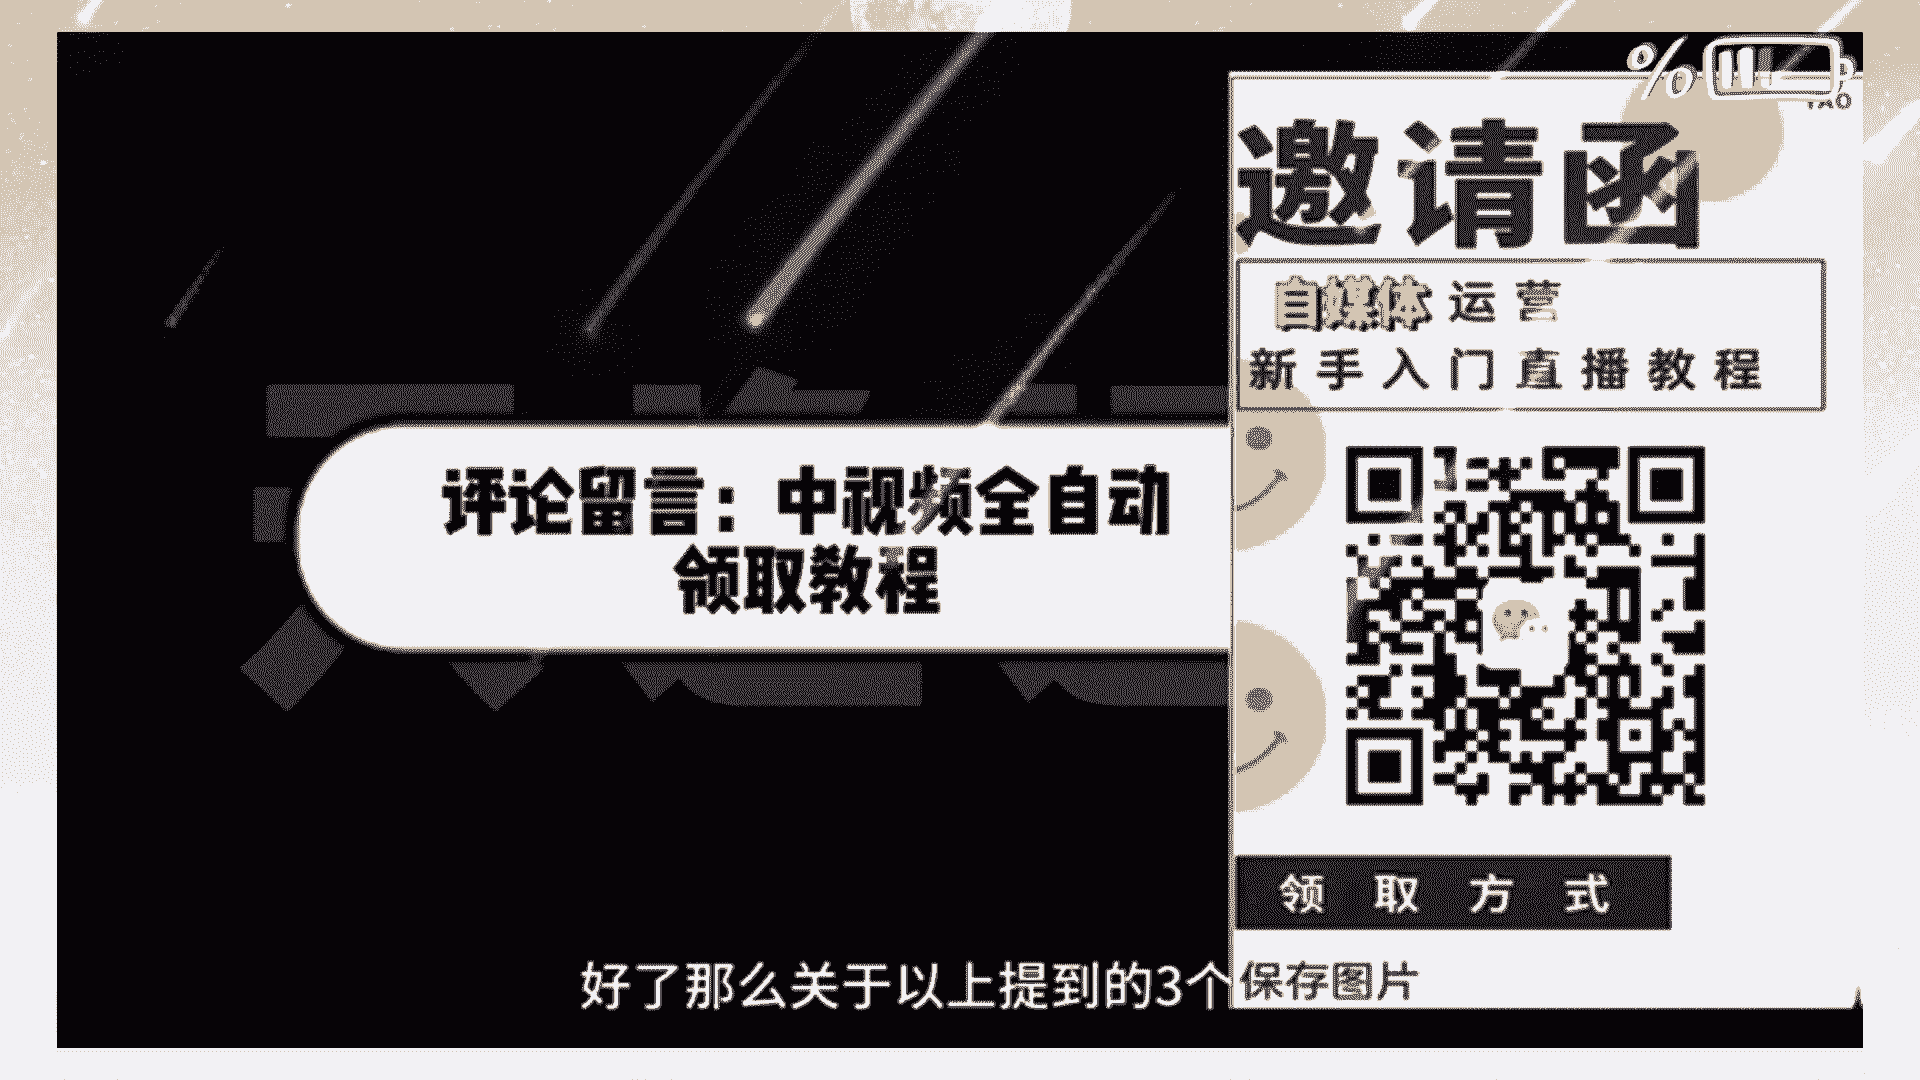 %
邀请函
自媒体运营
新手入门直播教程
评论留言：中视频全自动
领取教程
领取方式
好了那么关于以上提到的3个
保存图片